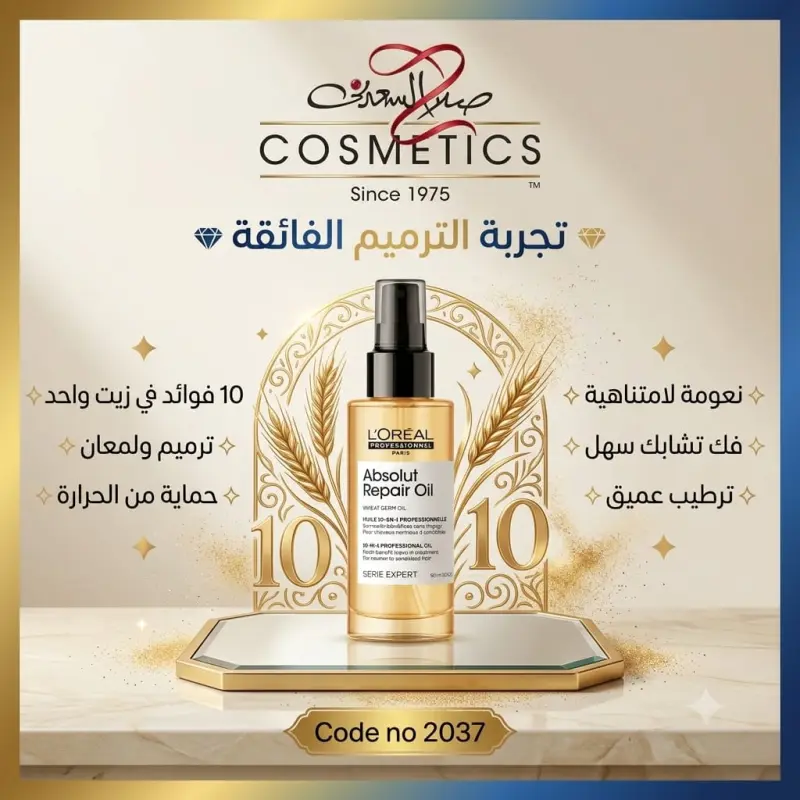 صلاح السعدني
COSMETICS
Since 1975
TM
تجربة الترميم الفائقة
نعومة لامتناهية
فك تشابك سهل
ترطيب عميق
10 فوائد في زيت واحد
ترميم ولمعان
حماية من الحرارة
10
10
L'ORÉAL
PROFESSIONNEL
PARIS
Absolut
Repair Oil
WHEAT GERM OIL
HUILE 10-EN-1 PROFESSIONNELLE
10-IN-1 PROFESSIONAL OIL
SERIE EXPERT
Code no 2037